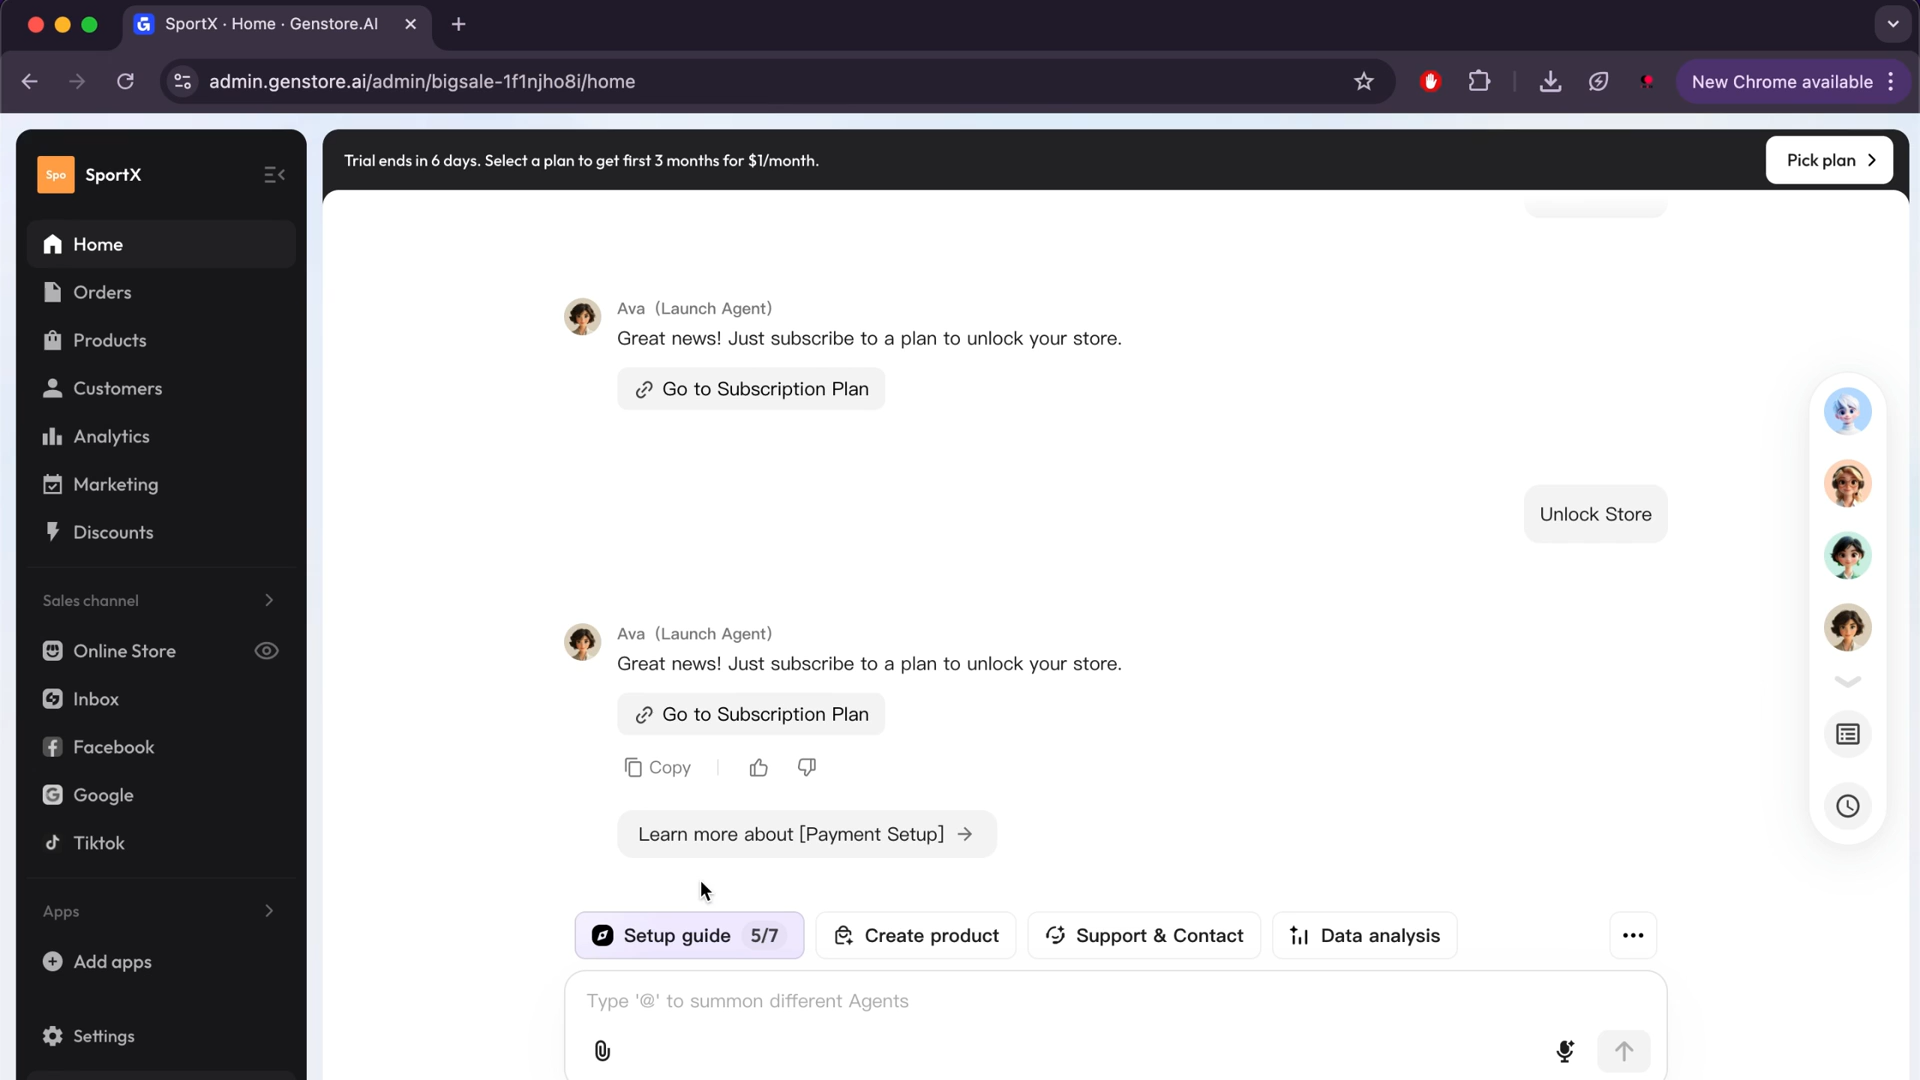 SportX · Home · Genstore.AI
admin.genstore.ai/admin/bigsale-1f1njho8i/home
New Chrome available
Spo
SportX
Trial ends in 6 days. Select a plan to get first 3 months for $1/month.
Pick plan
Home
Orders
Products
Customers
Analytics
Marketing
Discounts
Sales channel
Online Store
Inbox
Facebook
Google
Tiktok
Apps
Add apps
Settings
Ava (Launch Agent)
Great news! Just subscribe to a plan to unlock your store.
Go to Subscription Plan
Unlock Store
Ava (Launch Agent)
Great news! Just subscribe to a plan to unlock your store.
Go to Subscription Plan
Copy
Learn more about [Payment Setup]
Setup guide 5/7
Create product
Support & Contact
Data analysis
Type '@' to summon different Agents